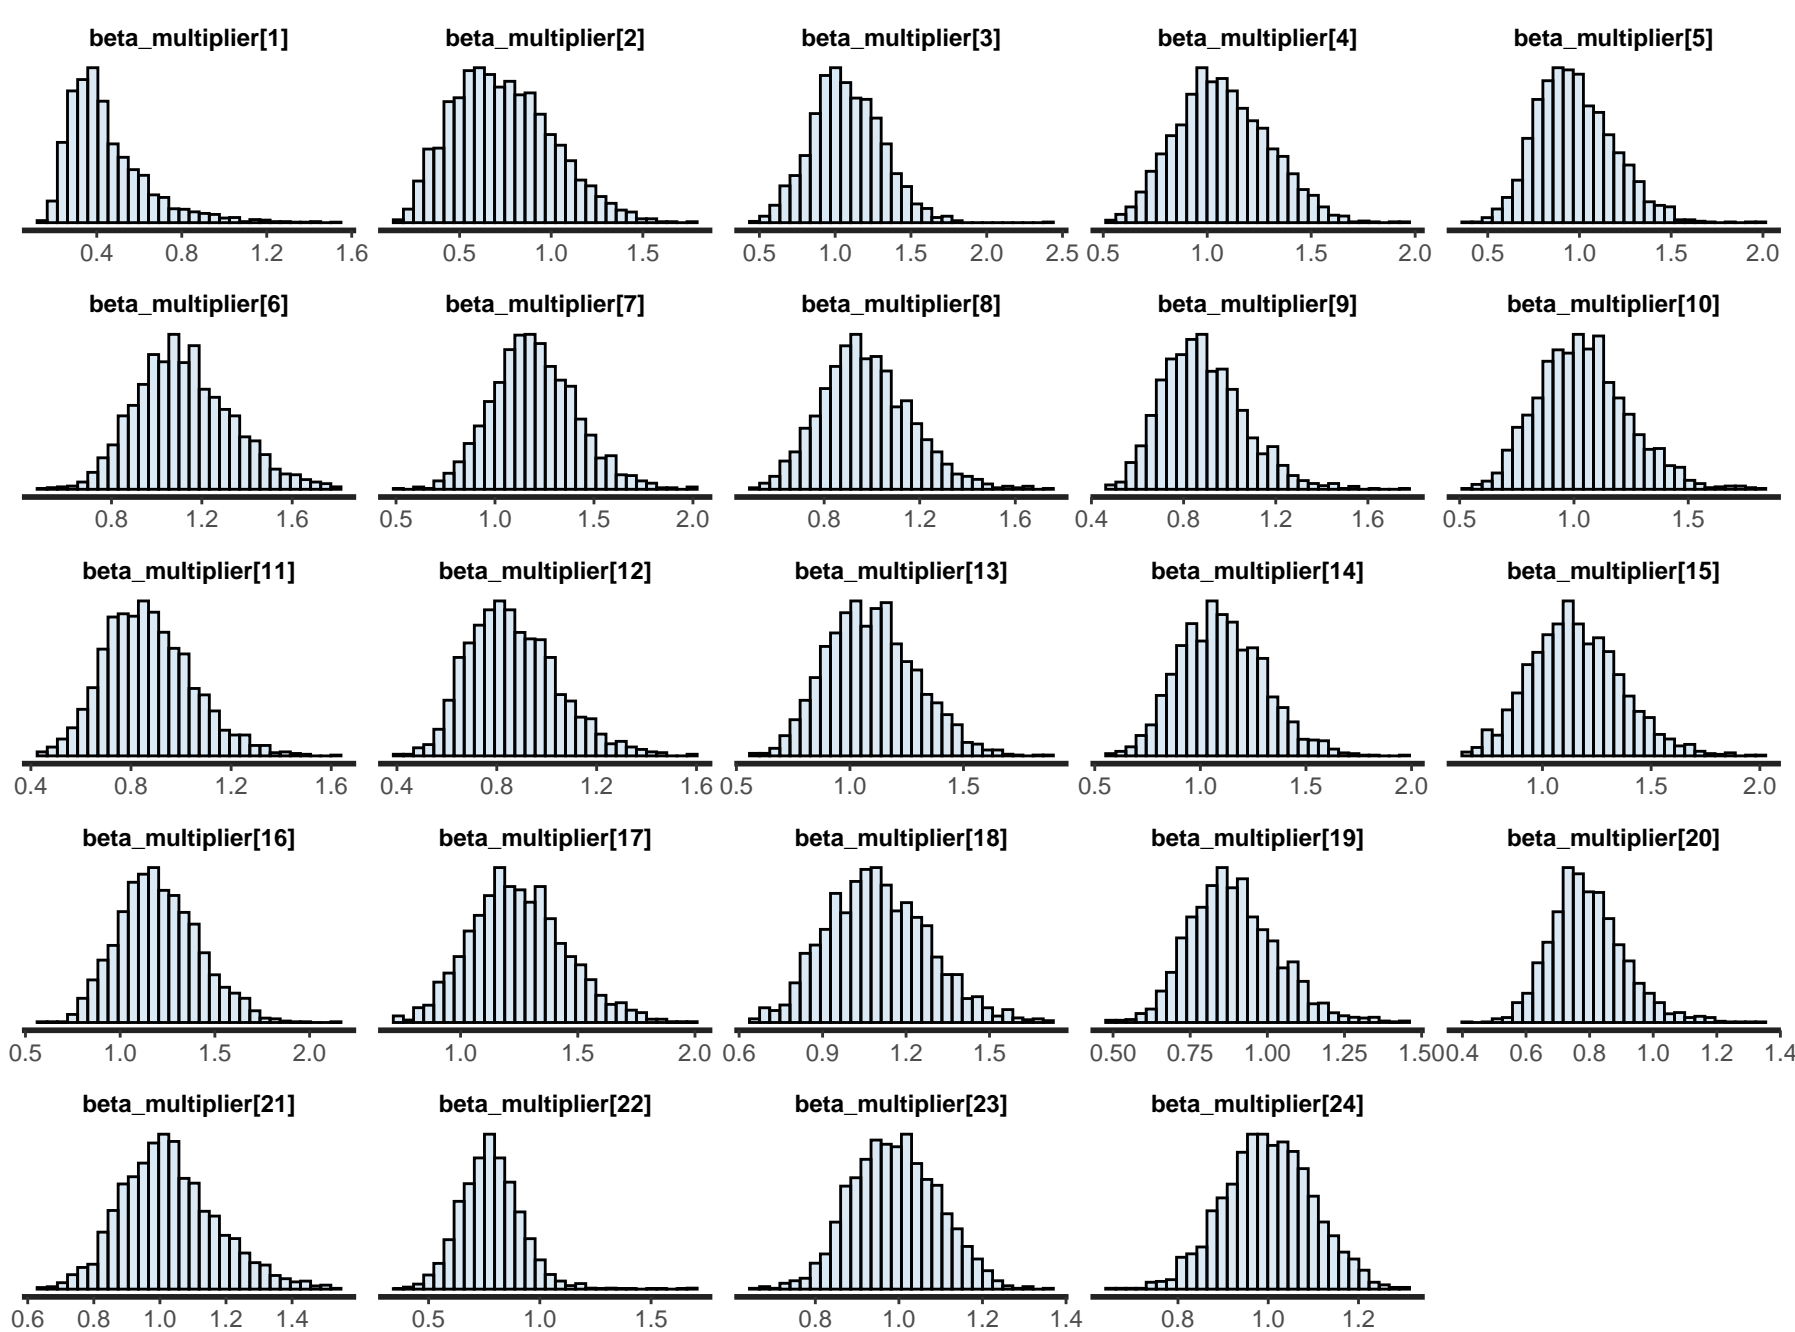 beta_multiplier[1] beta_multiplier[2] beta_multiplier[3] beta_multiplier[4] beta_multiplier[5]
0.4 0.8 1.2 1.6 0.5 1.0 1.5 0.5 1.0 1.5 2.0 2.5 0.5 1.0 1.5 2.0 0.5 1.0 1.5 2.0
beta_multiplier[6] beta_multiplier[7] beta_multiplier[8] beta_multiplier[9] beta_multiplier[10]
0.8 1.2 1.6 0.5 1.0 1.5 2.0 0.8 1.2 1.6 0.4 0.8 1.2 1.6 0.5 1.0 1.5
beta_multiplier[11] beta_multiplier[12] beta_multiplier[13] beta_multiplier[14] beta_multiplier[15]
0.4 0.8 1.2 1.6 0.4 0.8 1.2 1.6 0.5 1.0 1.5 0.5 1.0 1.5 2.0 1.0 1.5 2.0
beta_multiplier[16] beta_multiplier[17] beta_multiplier[18] beta_multiplier[19] beta_multiplier[20]
0.5 1.0 1.5 2.0 1.0 1.5 2.0 0.6 0.9 1.2 1.5 0.50 0.75 1.00 1.25 1.50 0.4 0.6 0.8 1.0 1.2 1.4
beta_multiplier[21] beta_multiplier[22] beta_multiplier[23] beta_multiplier[24]
0.6 0.8 1.0 1.2 1.4 0.5 1.0 1.5 0.8 1.0 1.2 1.4 0.8 1.0 1.2